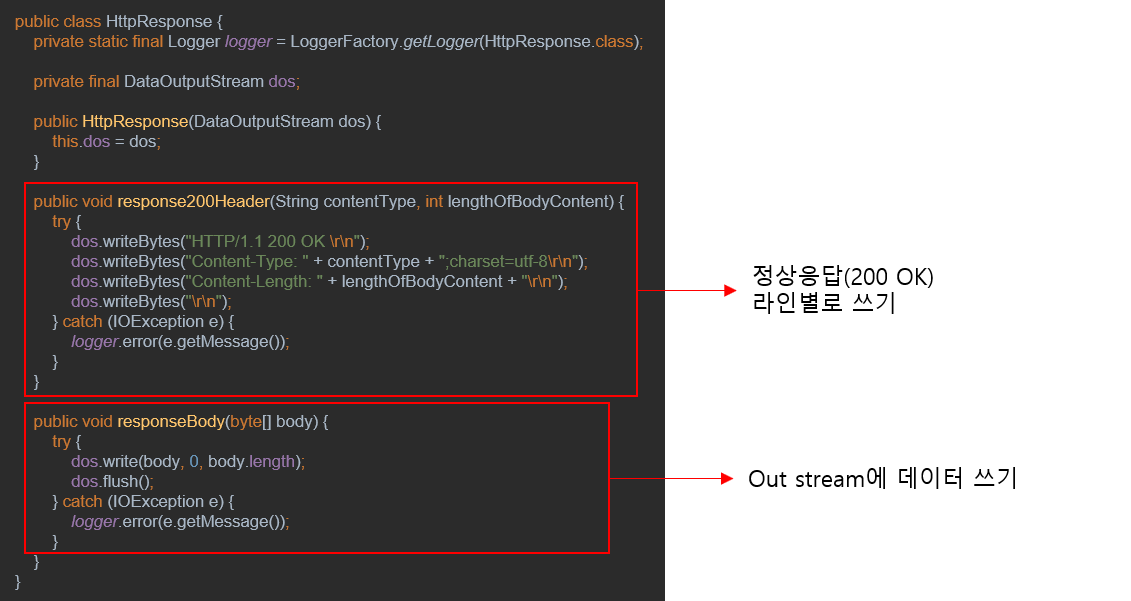 public class HttpResponse {
private static final Logger logger = LoggerFactory.getLogger(HttpResponse.class);
private final DataOutputStream dos;
public HttpResponse(DataOutputStream dos) {
this.dos = dos;
}
public void response200Header(String contentType, int lengthOfBodyContent) {
try {
dos.writeBytes("HTTP/1.1 200 OK \r\n");
dos.writeBytes("Content-Type: " + contentType + ";charset=utf-8\r\n");
dos.writeBytes("Content-Length: " + lengthOfBodyContent + "\r\n");
dos.writeBytes("\r\n");
} catch (IOException e) {
logger.error(e.getMessage());
}
}
정상응답(200 OK)
라인별로 쓰기
public void responseBody(byte[] body) {
try {
dos.write(body, 0, body.length);
dos.flush();
} catch (IOException e) {
logger.error(e.getMessage());
}
}
}
Out stream에 데이터 쓰기